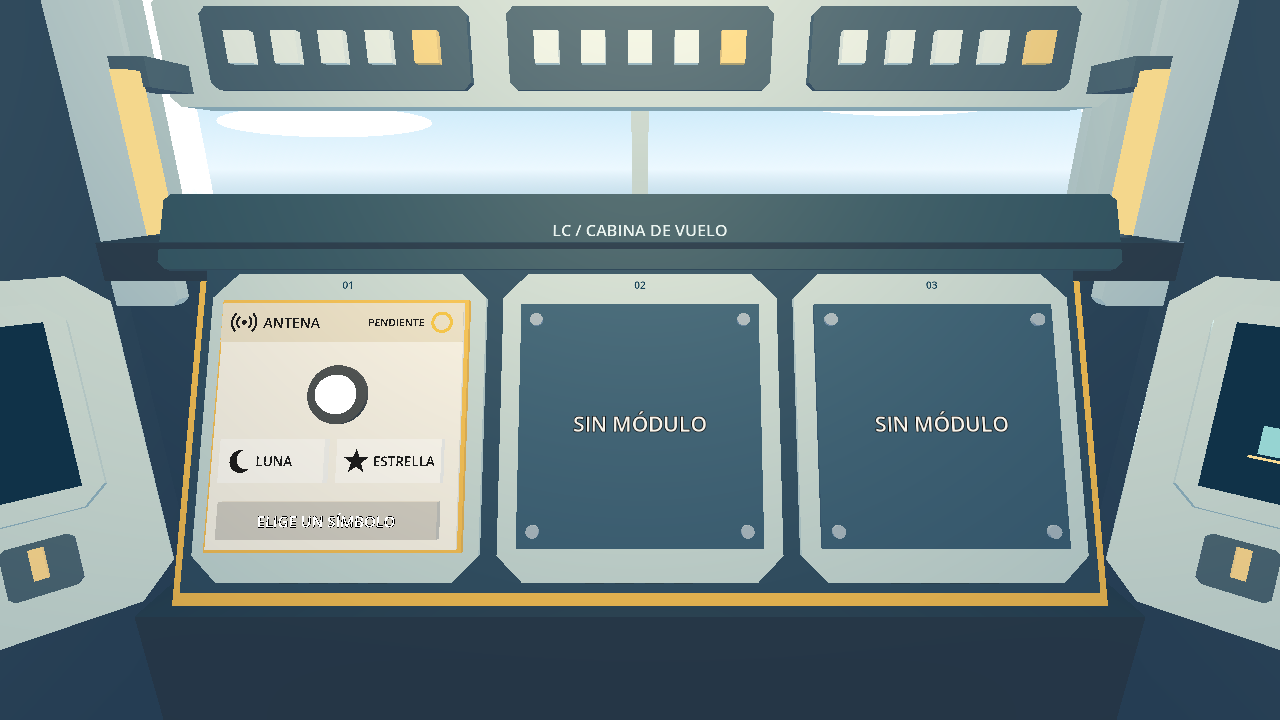 LC / CABINA DE VUELO
01
02
03
ANTENA
PENDIENTE
LUNA
ESTRELLA
ELIGE UN SÍMBOLO
SIN MÓDULO
SIN MÓDULO